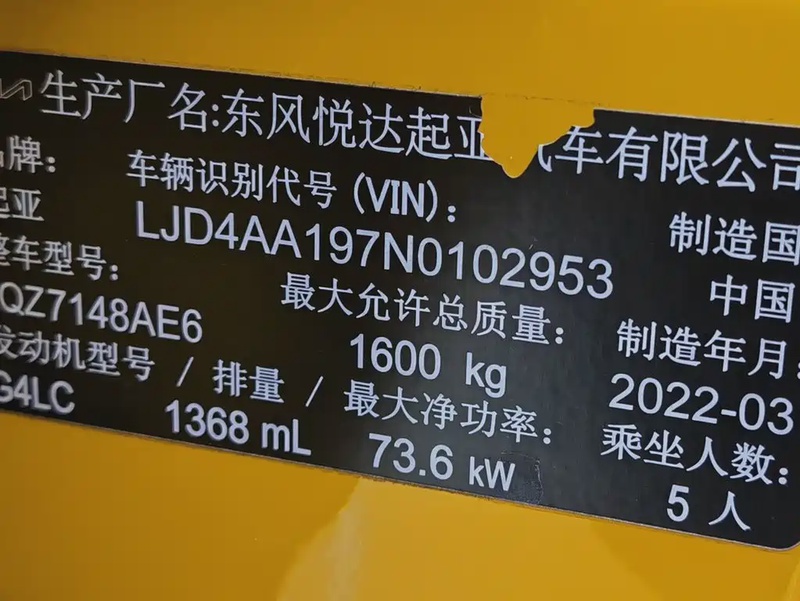 生产厂名:东风悦达起亚汽车有限公司
品牌:
起亚
车辆识别代号 (VIN):
LJD4AA197N0102953
制造国
中国
整车型号:
QZ7148AE6
最大允许总质量:
1600 kg
制造年月:
2022-03
发动机型号 / 排量 / 最大净功率:
G4LC
1368 mL
73.6 kW
乘坐人数:
5 人